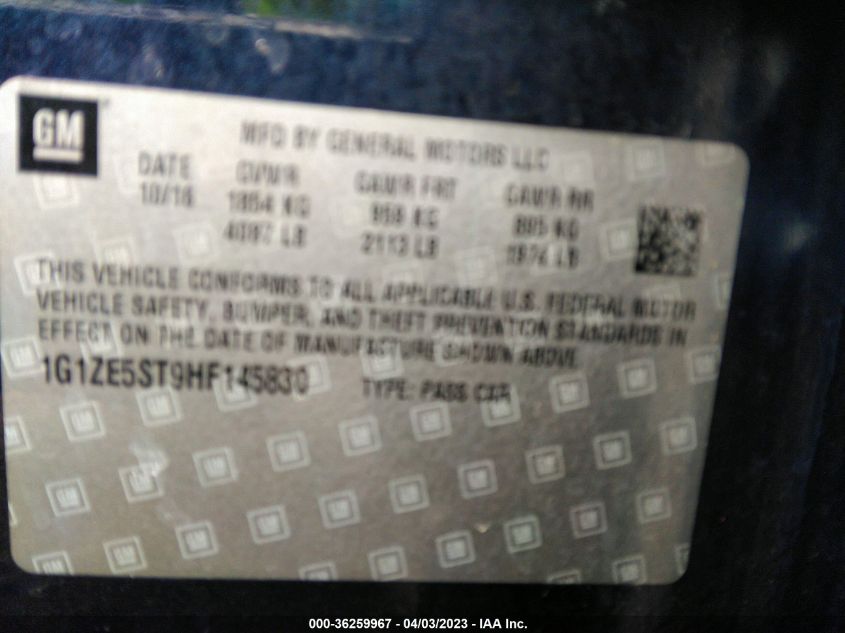 GM
MFD BY GENERAL MOTORS LLC
DATE GVWR GAWR FRT GAWR RR
10/16 1854 KG 958 KG 895 KG
4087 LB 2113 LB 1974 LB
THIS VEHICLE CONFORMS TO ALL APPLICABLE U.S. FEDERAL MOTOR
VEHICLE SAFETY, BUMPER, AND THEFT PREVENTION STANDARDS IN
EFFECT ON THE DATE OF MANUFACTURE SHOWN ABOVE.
1G1ZE5ST9HF145830 TYPE: PASS CAR
000-36259967 - 04/03/2023 - IAA Inc.